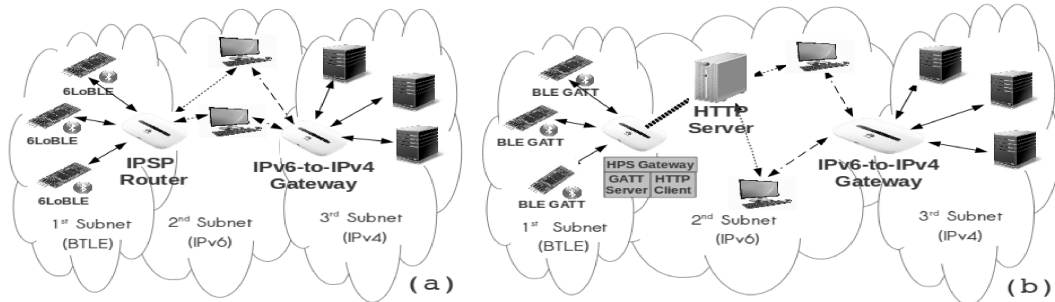 6LoBLE
6LoBLE
6LoBLE
IPSP
Router
IPv6-to-IPv4
Gateway
1st Subnet
(BTLE)
2nd Subnet
(IPv6)
3rd Subnet
(IPv4)
(a)
BLE GATT
BLE GATT
BLE GATT
HTTP
Server
HPS Gateway
GATT
Server
HTTP
Client
IPv6-to-IPv4
Gateway
1st Subnet
(BTLE)
2nd Subnet
(IPv6)
3rd Subnet
(IPv4)
(b)